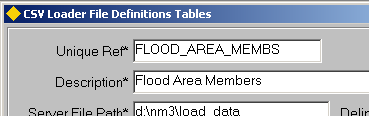 CSV Loader File Definitions Tables
Unique Ref* FLOOD_AREA_MEMBS
Description* Flood Area Members
Server File Path* d:\nm3\load_data